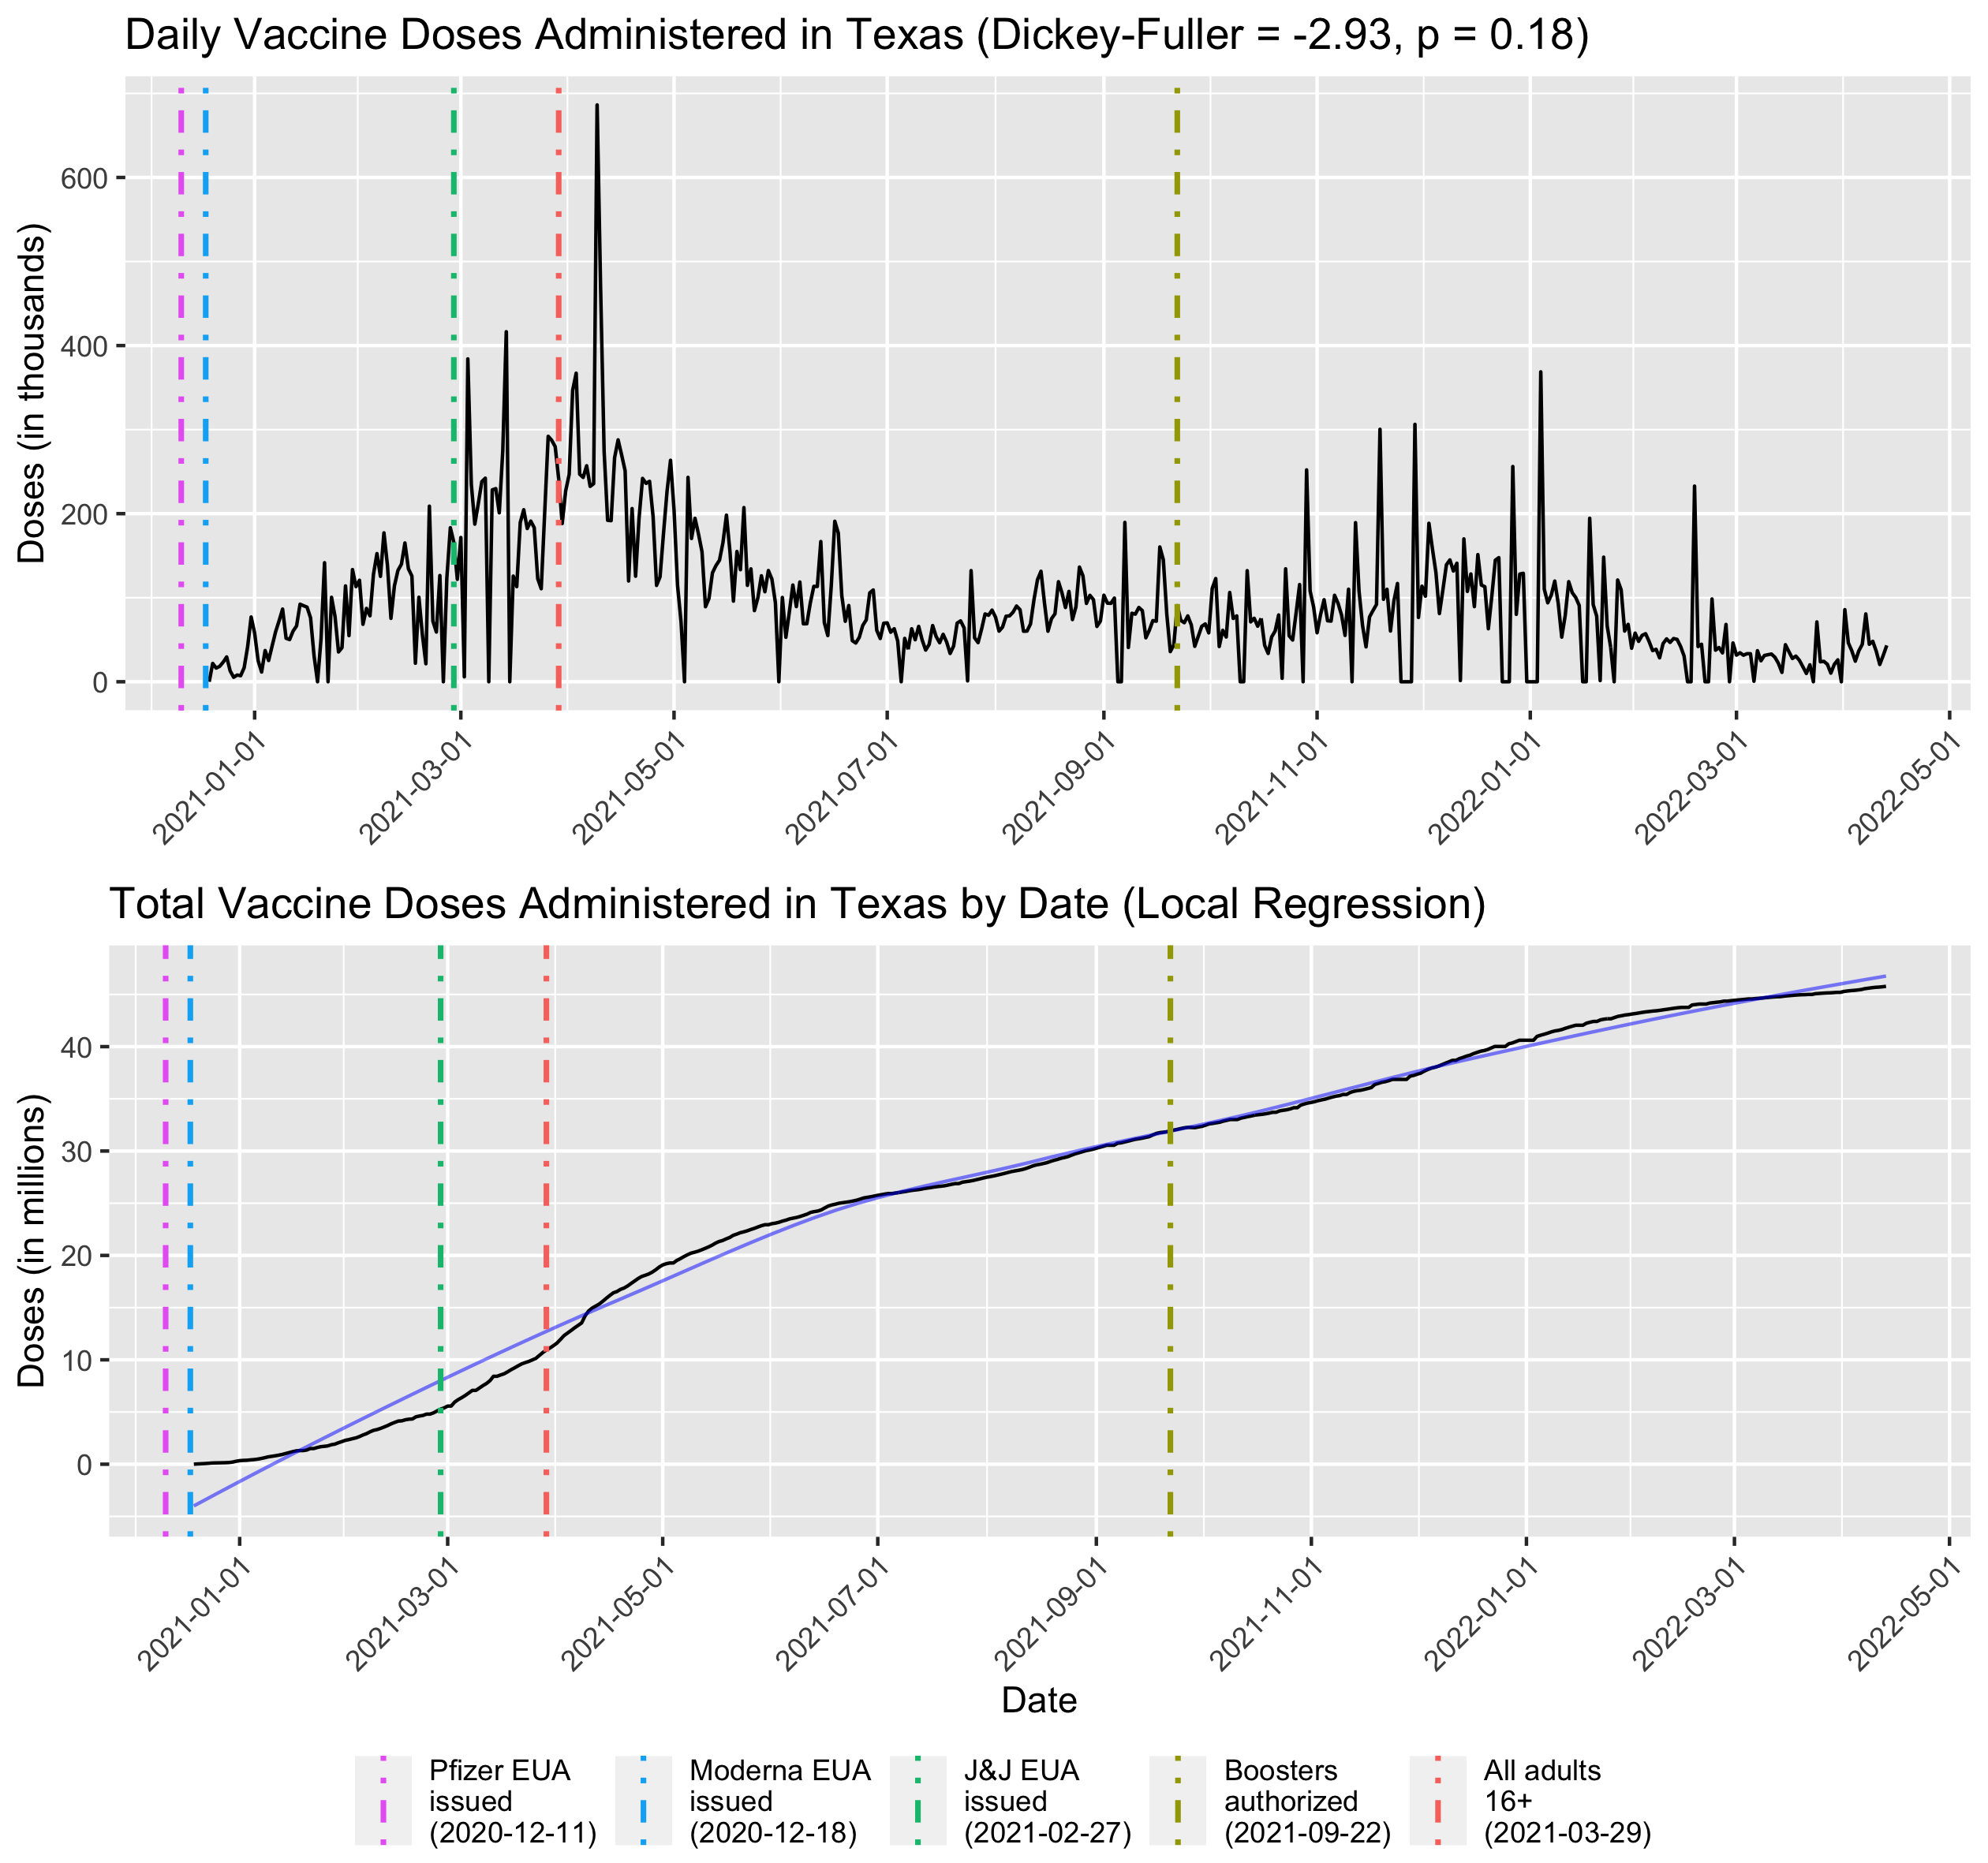 Daily Vaccine Doses Administered in Texas (Dickey-Fuller = -2.93, p = 0.18)
Doses (in thousands)
600
400
200
0
2021-01-01
2021-03-01
2021-05-01
2021-07-01
2021-09-01
2021-11-01
2022-01-01
2022-03-01
2022-05-01
Total Vaccine Doses Administered in Texas by Date (Local Regression)
Doses (in millions)
40
30
20
10
0
2021-01-01
2021-03-01
2021-05-01
2021-07-01
2021-09-01
2021-11-01
2022-01-01
2022-03-01
2022-05-01
Date
Pfizer EUA
issued
(2020-12-11)
Moderna EUA
issued
(2020-12-18)
J&J EUA
issued
(2021-02-27)
Boosters
authorized
(2021-09-22)
All adults
16+
(2021-03-29)